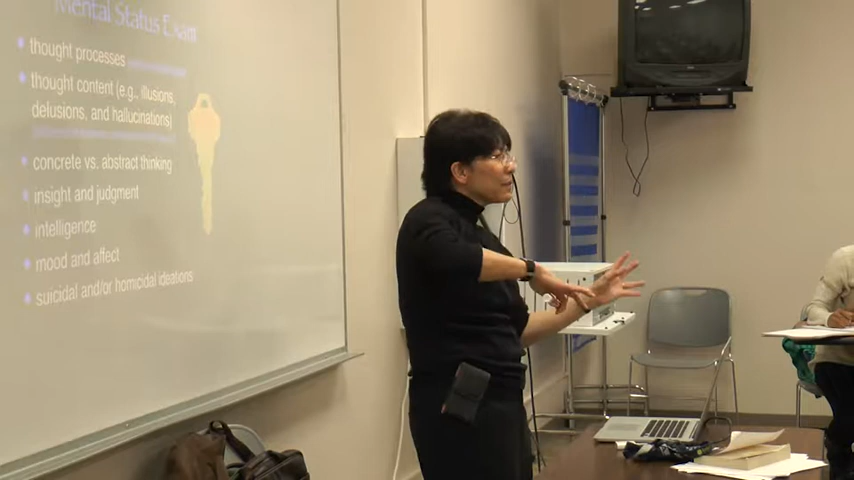 Mental Status Exam
thought processes
thought content (e.g., illusions,
delusions, and hallucinations)
concrete vs. abstract thinking
insight and judgment
intelligence
mood and affect
suicidal and/or homicidal ideations